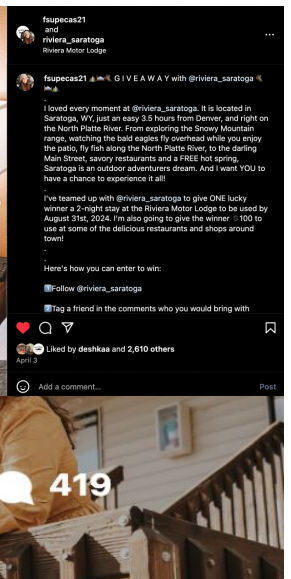 fsupecas21
and
riviera_saratoga
Riviera Motor Lodge
fsupecas21 G I V E A W A Y with @riviera_saratoga
.
I loved every moment at @riviera_saratoga. It is located in
Saratoga, WY, just an easy 3.5 hours from Denver, and right on
the North Platte River. From exploring the Snowy Mountain
range, watching the bald eagles fly overhead while you enjoy
the patio, fly fish along the North Platte River, to the darling
Main Street, savory restaurants and a FREE hot spring,
Saratoga is an outdoor adventurers dream. And I want YOU to
have a chance to experience it all!
.
I've teamed up with @riviera_saratoga to give ONE lucky
winner a 2-night stay at the Riviera Motor Lodge to be used by
August 31st, 2024. I'm also going to give the winner 💲100 to
use at some of the delicious restaurants and shops around
town!
.
.
Here's how you can enter to win:
1️⃣Follow @riviera_saratoga
2️⃣Tag a friend in the comments who you would bring with
Liked by deshkaa and 2,610 others
April 3
Add a comment...
Post
419